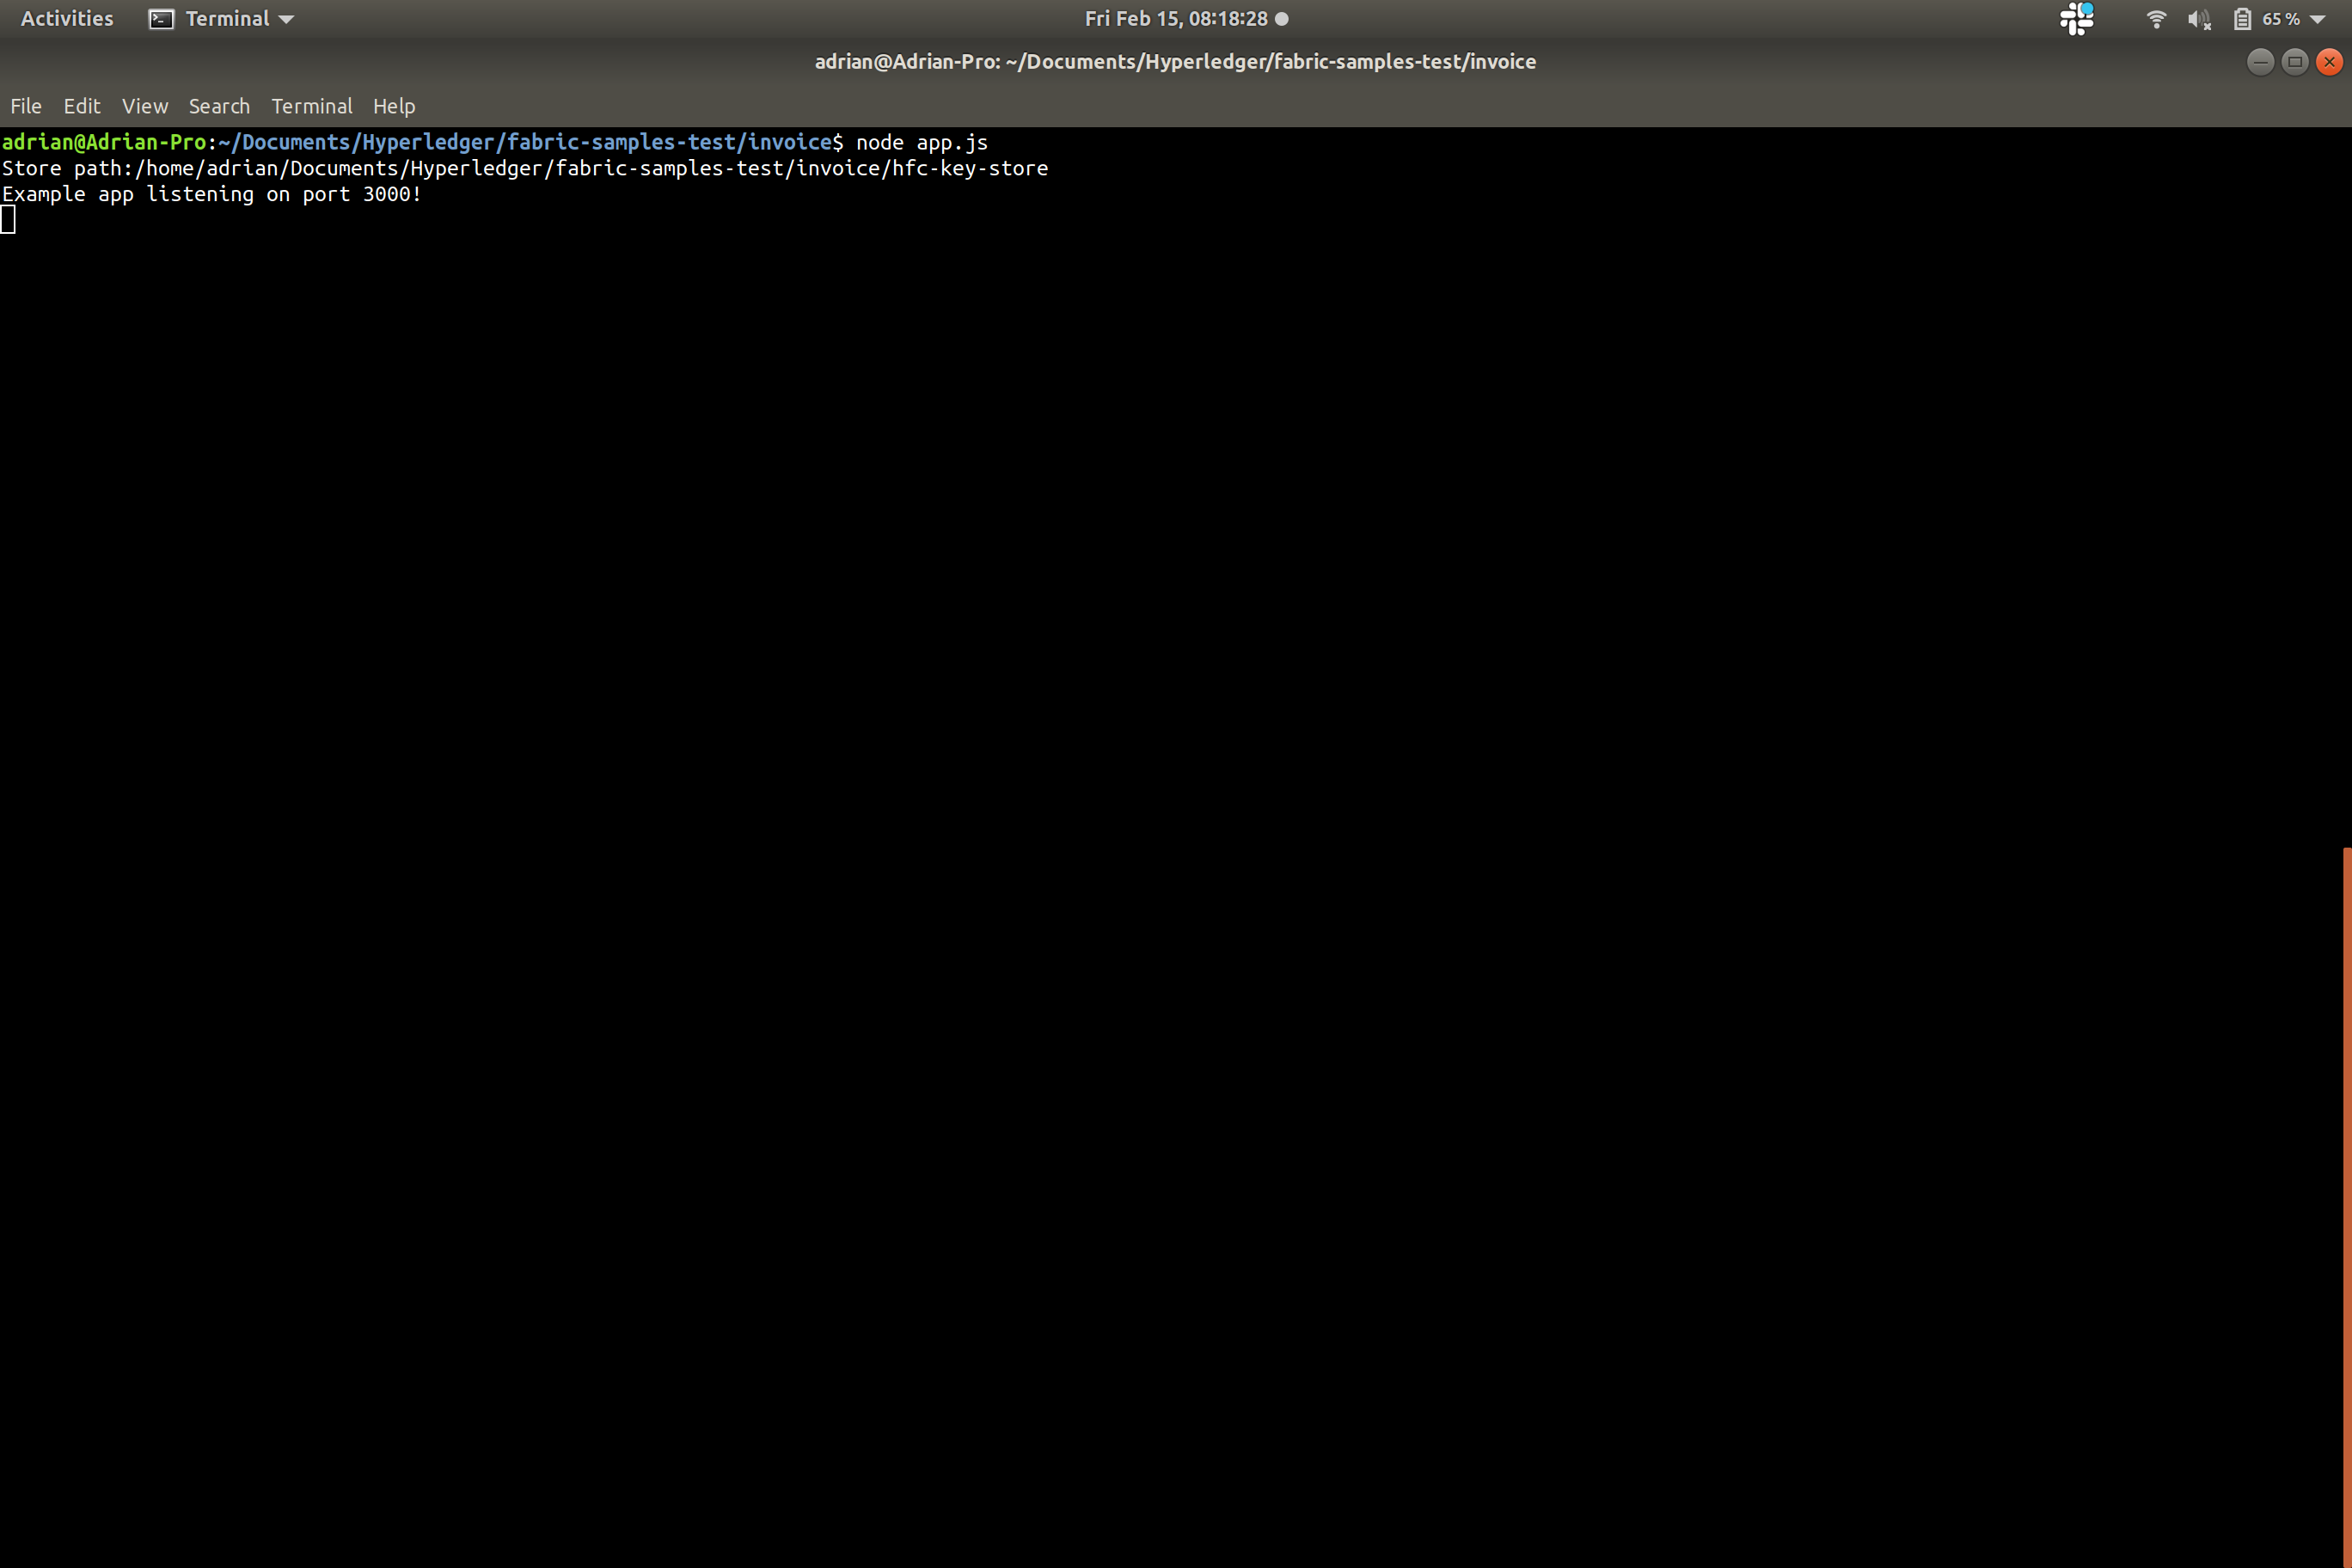 Activities Terminal Fri Feb 15, 08:18:28 65 %
adrian@Adrian-Pro: ~/Documents/Hyperledger/fabric-samples-test/invoice
File Edit View Search Terminal Help
adrian@Adrian-Pro:~/Documents/Hyperledger/fabric-samples-test/invoice$ node app.js
Store path:/home/adrian/Documents/Hyperledger/fabric-samples-test/invoice/hfc-key-store
Example app listening on port 3000!